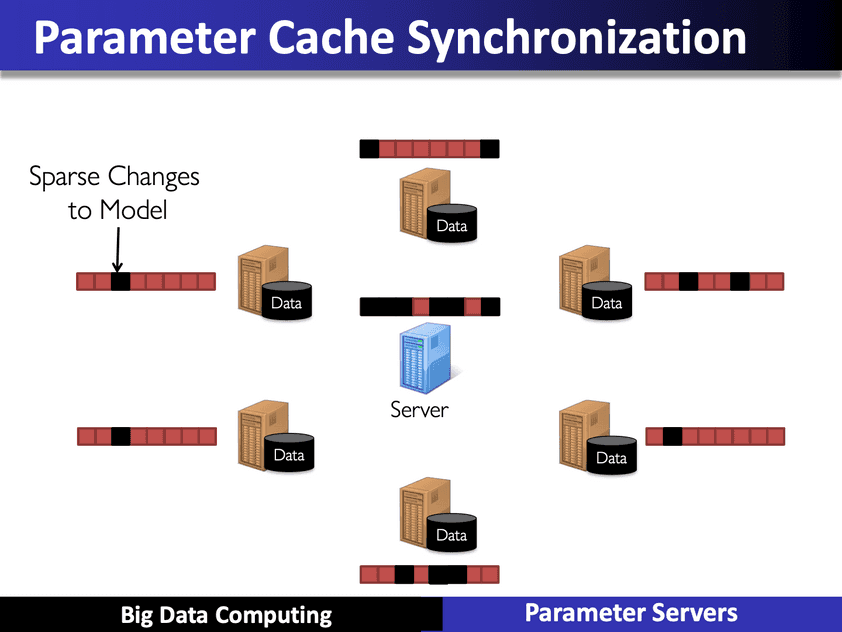 Parameter Cache Synchronization
Sparse Changes
to Model
Data
Data
Data
Server
Data
Data
Data
Big Data Computing
Parameter Servers